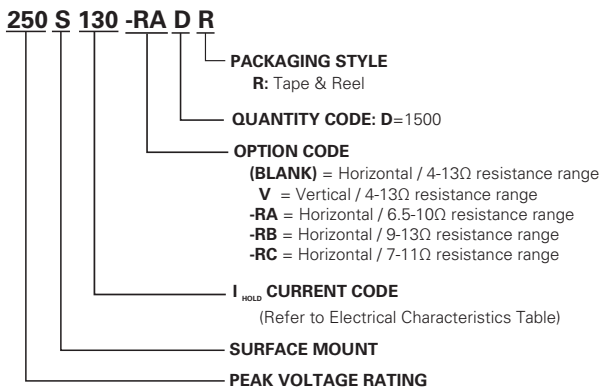 250 S 130 -RA D R
PACKAGING STYLE
R: Tape & Reel
QUANTITY CODE: D=1500
OPTION CODE
(BLANK) = Horizontal / 4-13Ω resistance range
V = Vertical / 4-13Ω resistance range
-RA = Horizontal / 6.5-10Ω resistance range
-RB = Horizontal / 9-13Ω resistance range
-RC = Horizontal / 7-11Ω resistance range
I HOLD CURRENT CODE
(Refer to Electrical Characteristics Table)
SURFACE MOUNT
PEAK VOLTAGE RATING